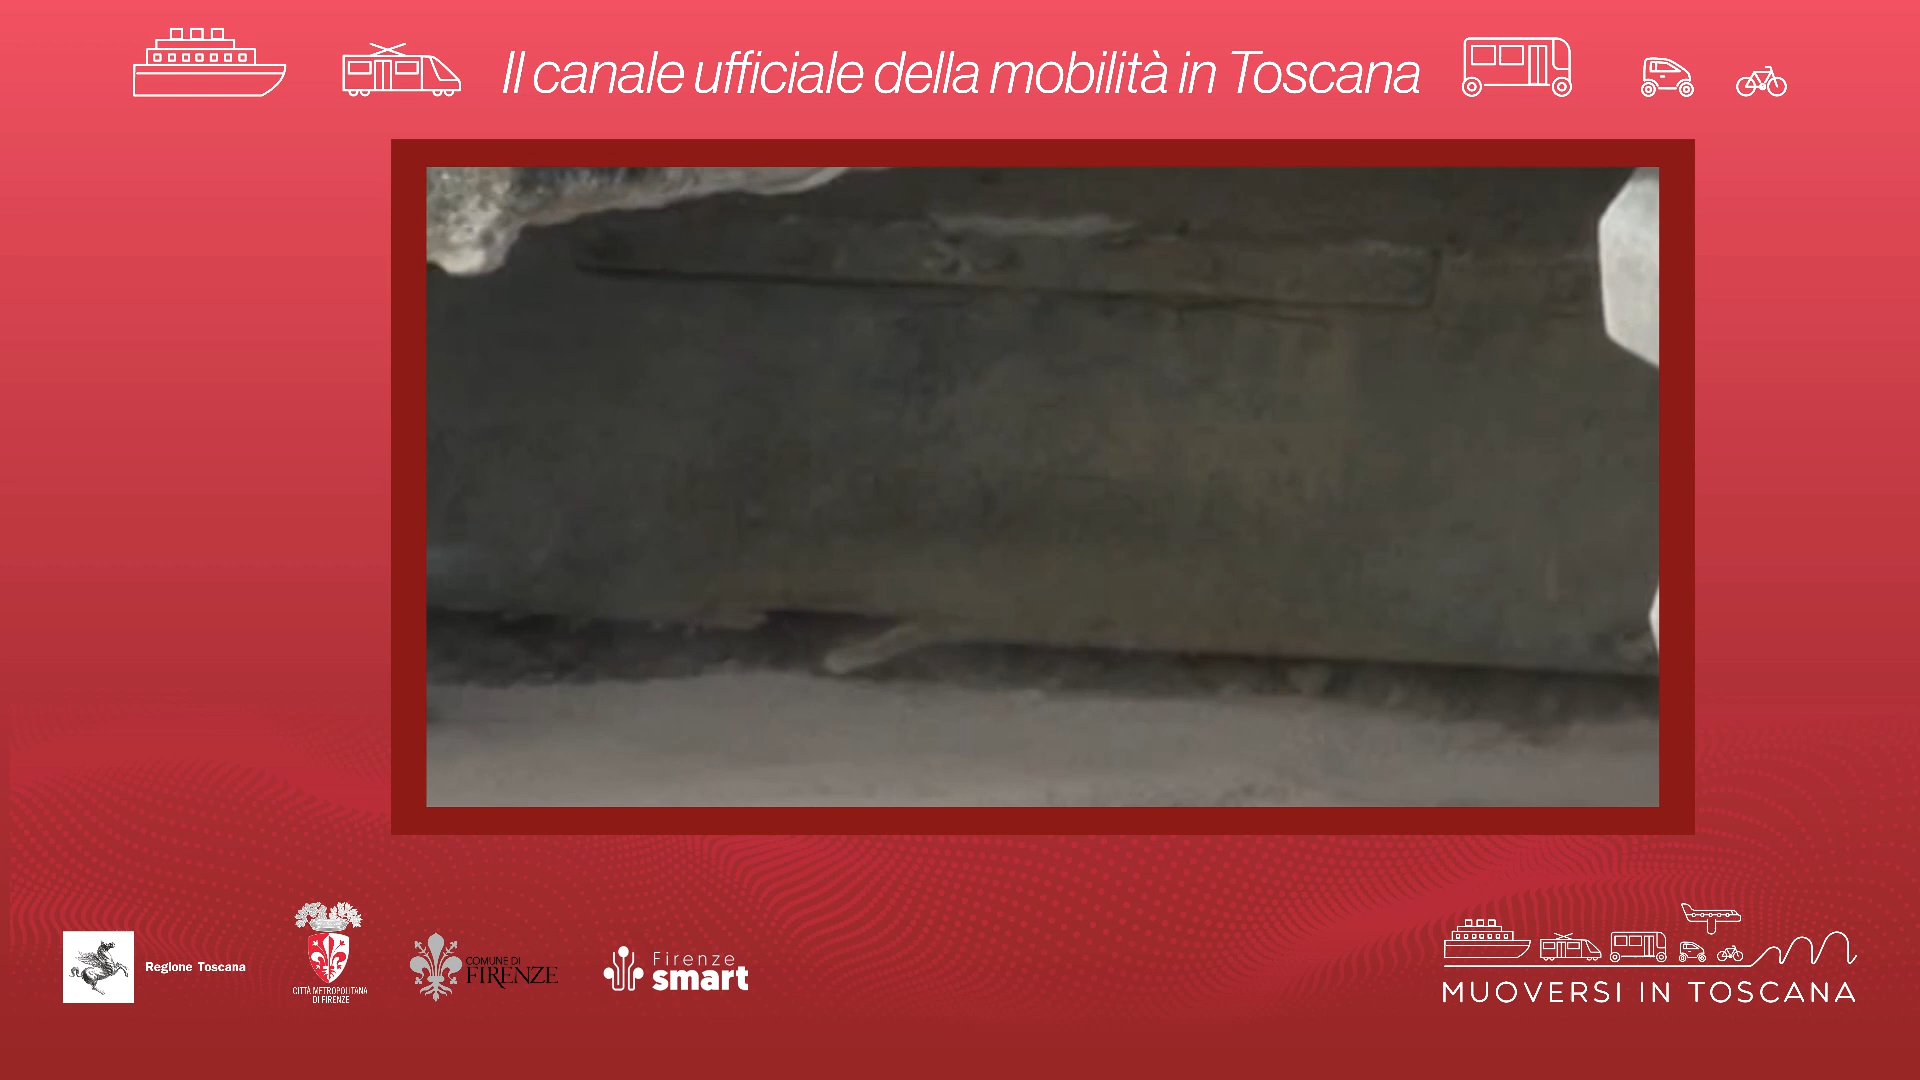 Il canale ufficiale della mobilità in Toscana
Regione Toscana
CITTÀ METROPOLITANA
DI FIRENZE
COMUNE DI
FIRENZE
Firenze
smart
MUOVERSI IN TOSCANA